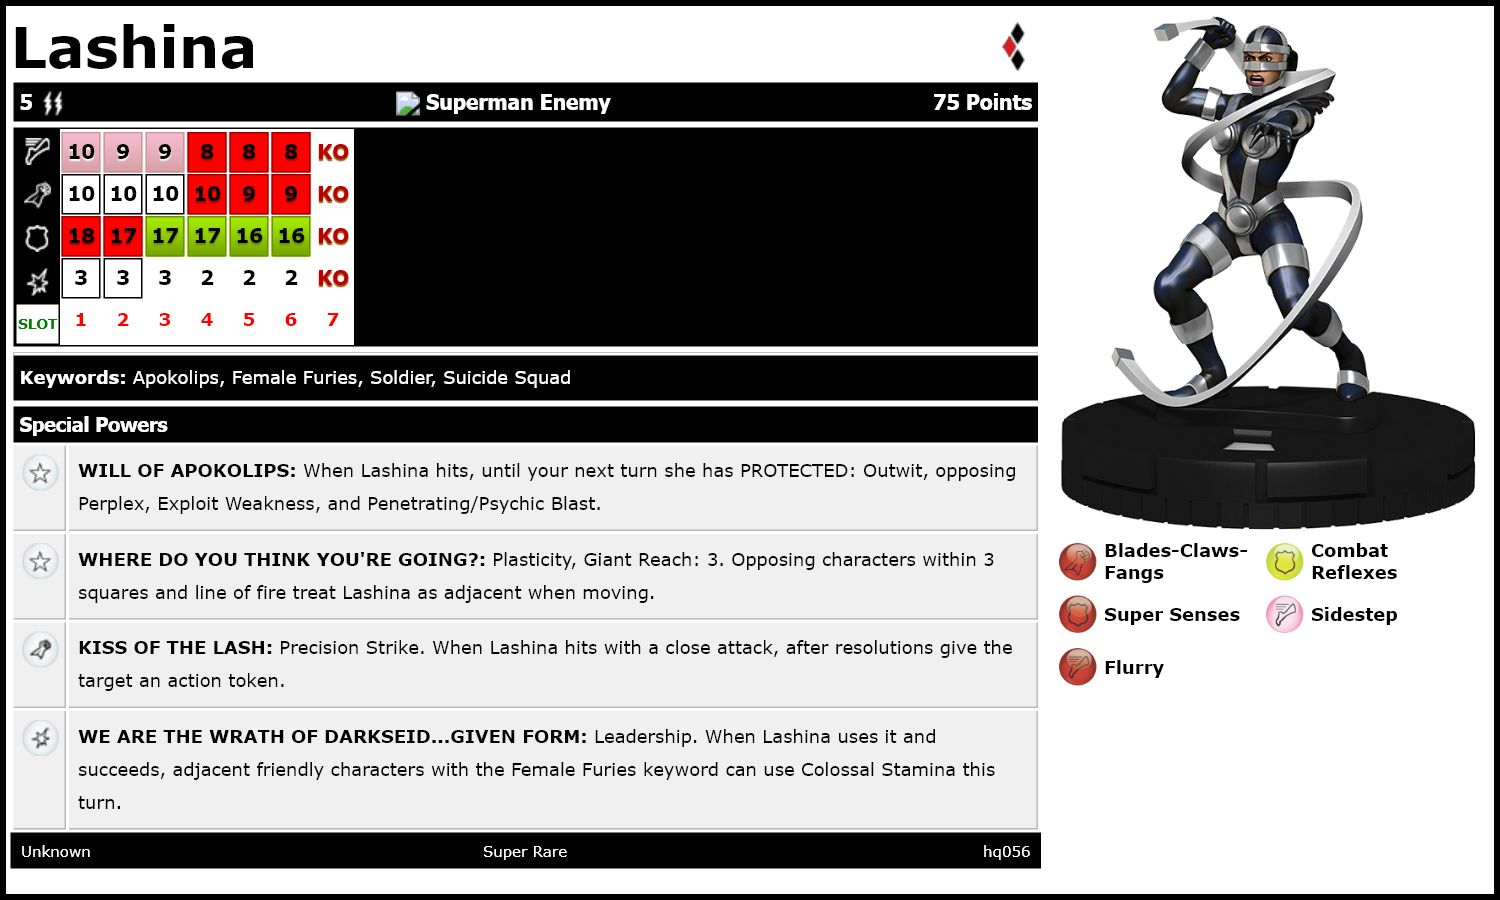 Lashina
5 Superman Enemy 75 Points
10 9 9 8 8 8 KO
10 10 10 10 9 9 KO
18 17 17 17 16 16 KO
3 3 3 2 2 2 KO
SLOT 1 2 3 4 5 6 7
Keywords: Apokolips, Female Furies, Soldier, Suicide Squad
Special Powers
WILL OF APOKOLIPS: When Lashina hits, until your next turn she has PROTECTED: Outwit, opposing
Perplex, Exploit Weakness, and Penetrating/Psychic Blast.
WHERE DO YOU THINK YOU'RE GOING?: Plasticity, Giant Reach: 3. Opposing characters within 3
squares and line of fire treat Lashina as adjacent when moving.
KISS OF THE LASH: Precision Strike. When Lashina hits with a close attack, after resolutions give the
target an action token.
WE ARE THE WRATH OF DARKSEID...GIVEN FORM: Leadership. When Lashina uses it and
succeeds, adjacent friendly characters with the Female Furies keyword can use Colossal Stamina this
turn.
Unknown Super Rare hq056
Blades-Claws-
Fangs
Combat
Reflexes
Super Senses
Sidestep
Flurry